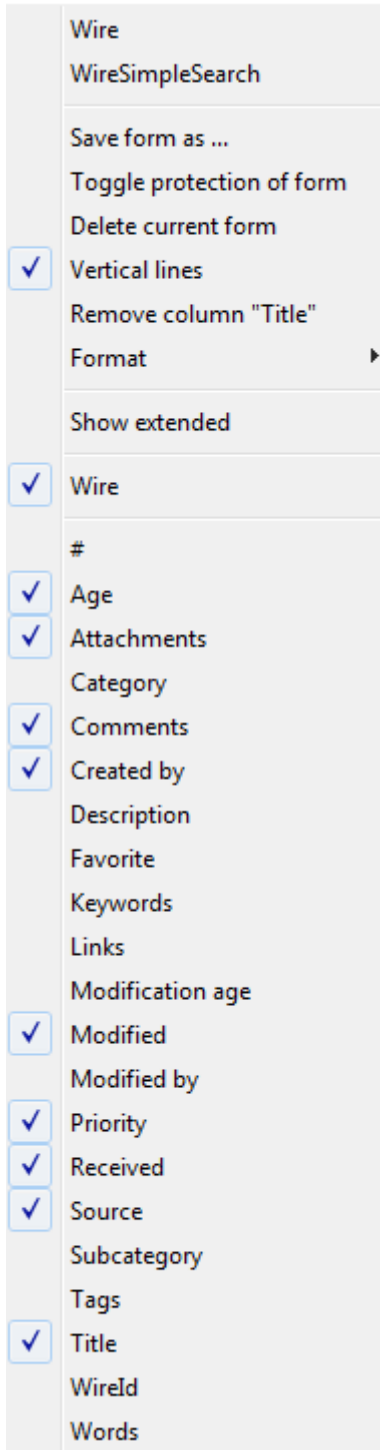 Wire
WireSimpleSearch
Save form as ...
Toggle protection of form
Delete current form
Vertical lines
Remove column "Title"
Format
Show extended
Wire
#
Age
Attachments
Category
Comments
Created by
Description
Favorite
Keywords
Links
Modification age
Modified
Modified by
Priority
Received
Source
Subcategory
Tags
Title
WireId
Words